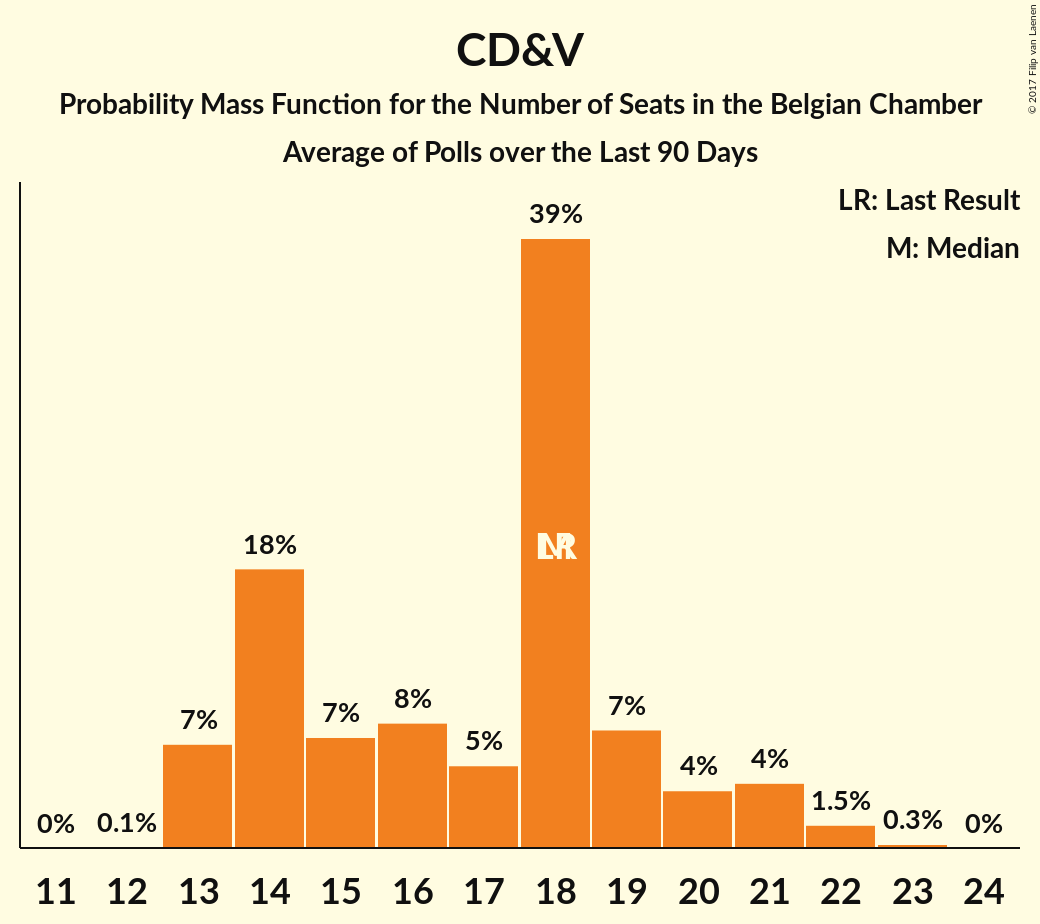 CD&V
Probability Mass Function for the Number of Seats in the Belgian Chamber
Average of Polls over the Last 90 Days
© 2017 Filip van Laenen
LR: Last Result
M: Median
39%
18%
7%
7%
8%
5%
7%
4%
4%
1.5%
0.3%
0%
0%
0.1%
LR
M
11 12 13 14 15 16 17 18 19 20 21 22 23 24